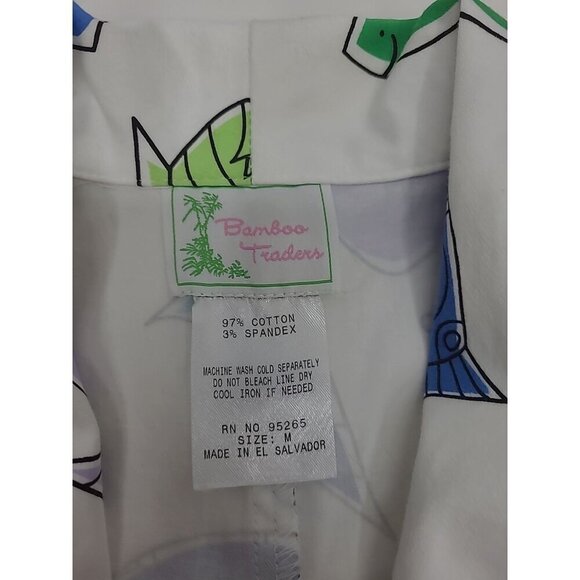 Bamboo
Traders
97% COTTON
3% SPANDEX
MACHINE WASH COLD SEPARATELY
DO NOT BLEACH LINE DRY
COOL IRON IF NEEDED
RN NO 95265
SIZE: M
MADE IN EL SALVADOR